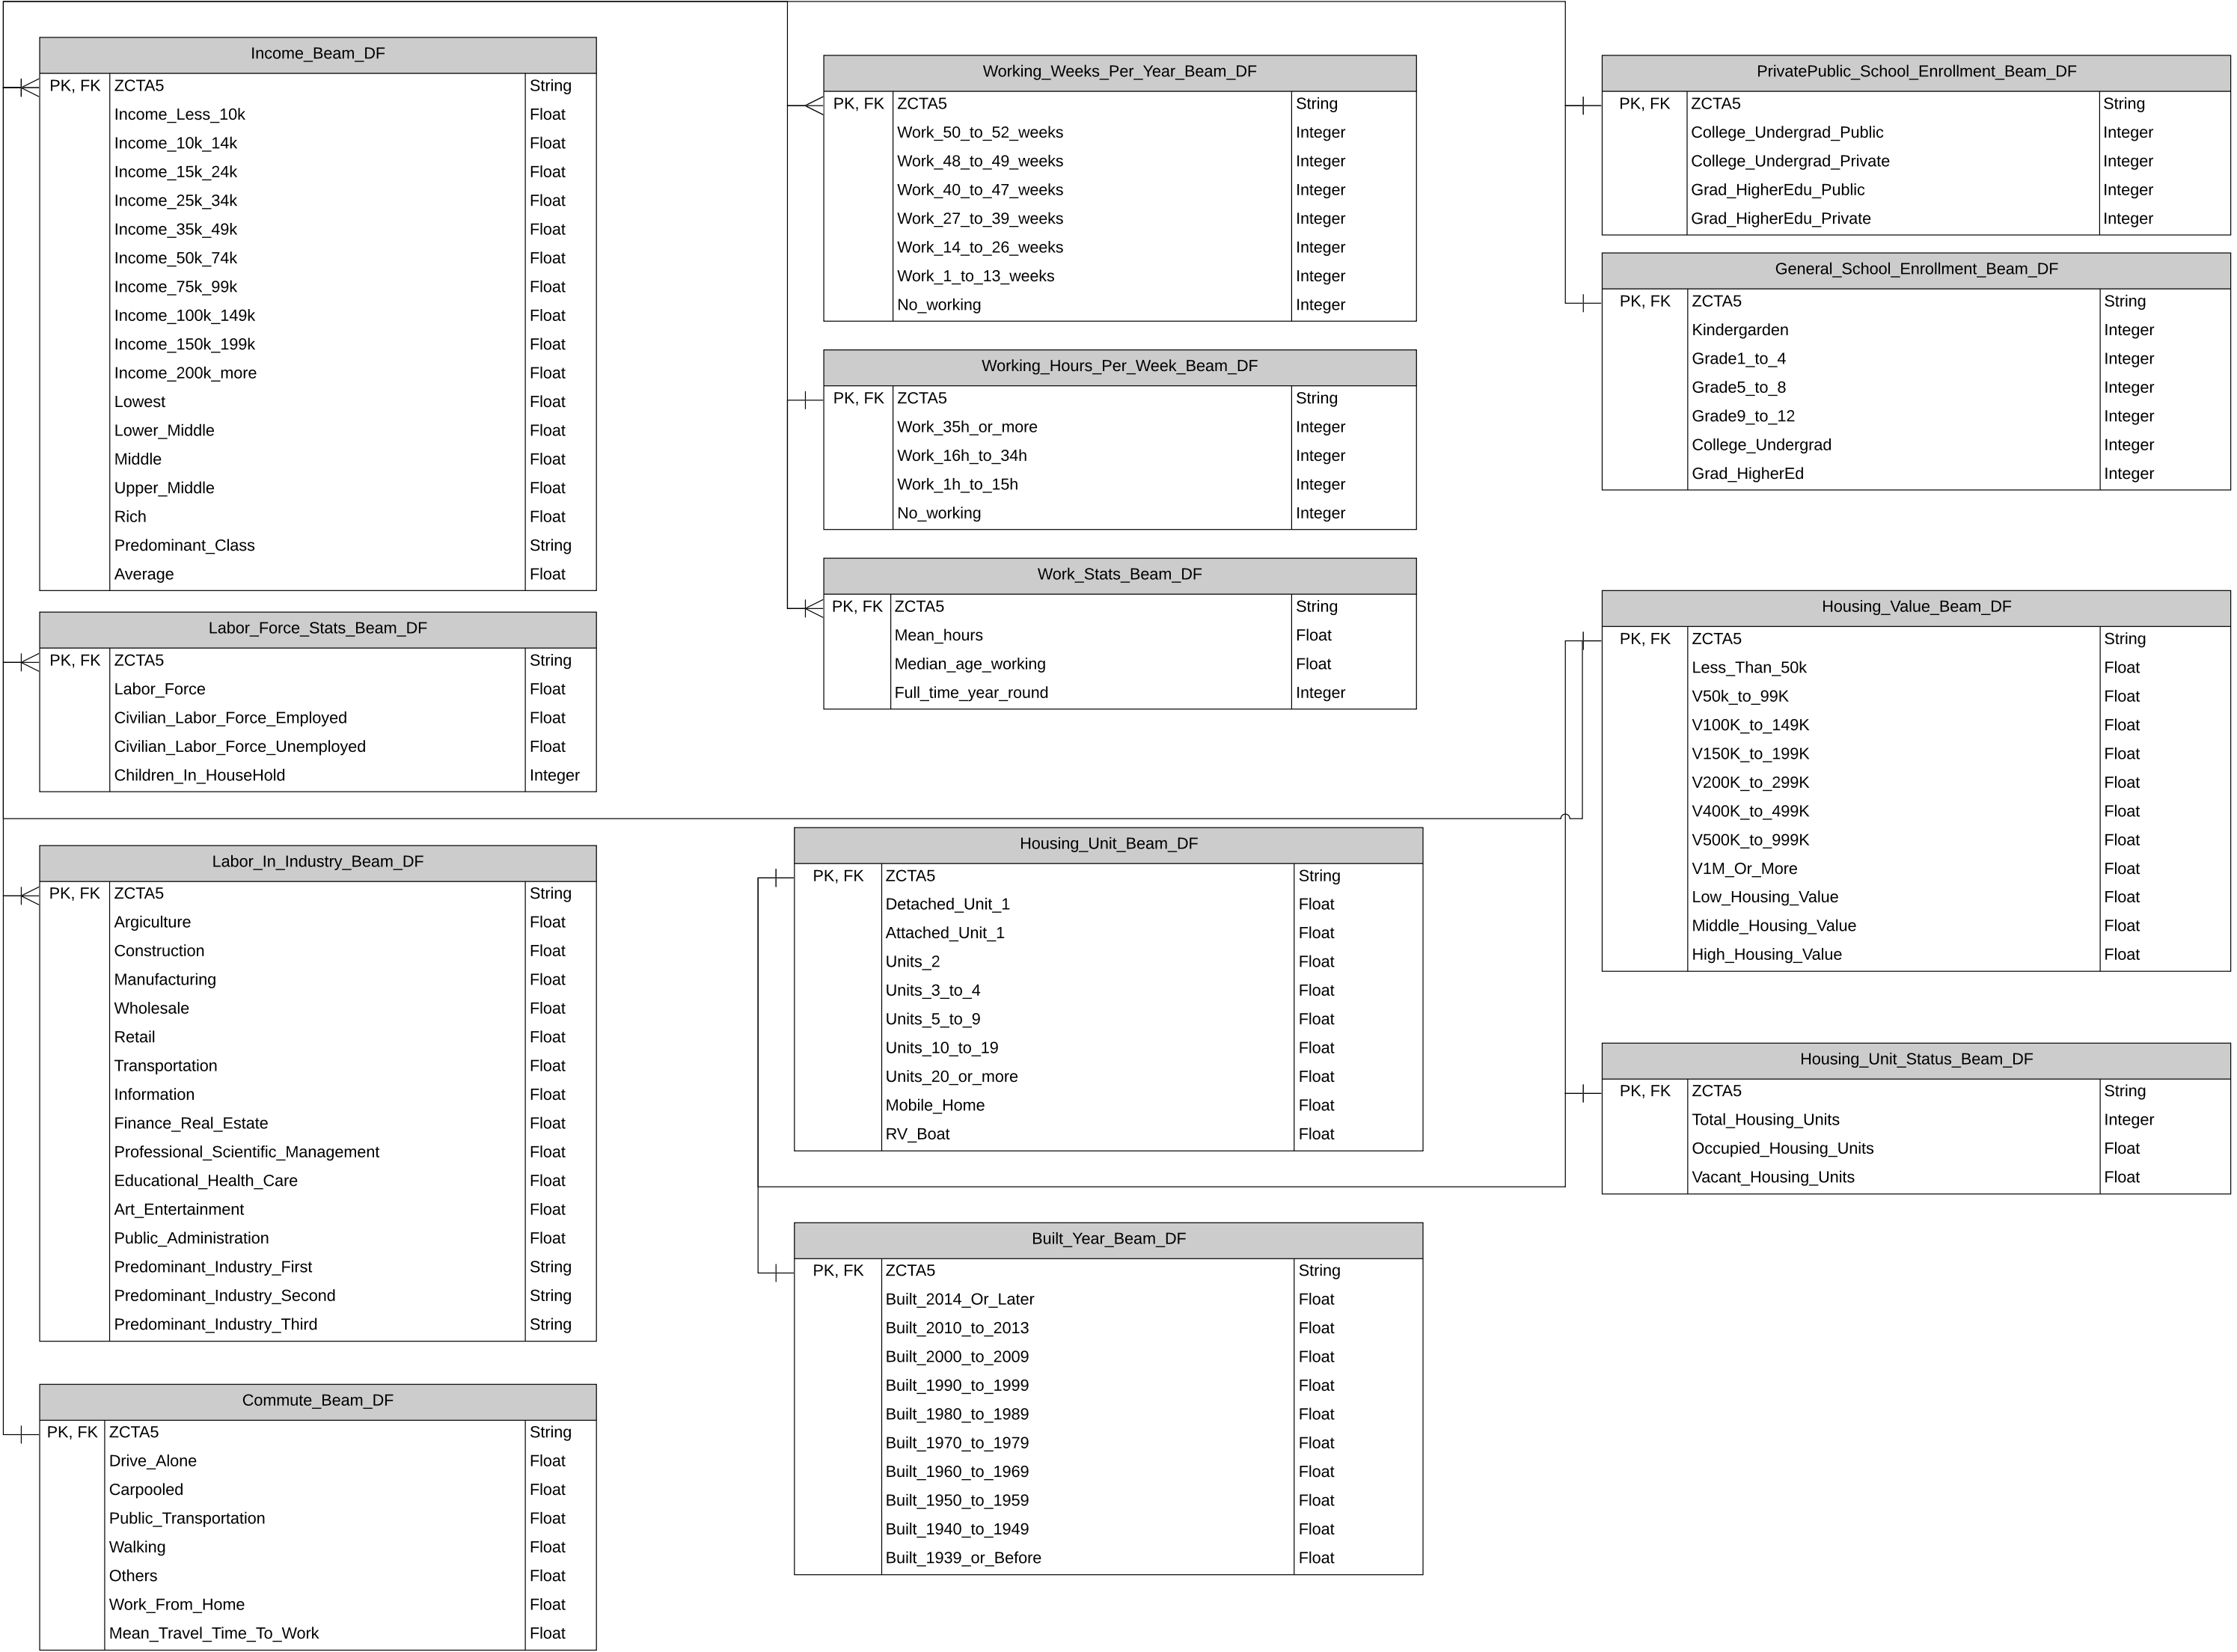 Income_Beam_DF
PK, FK ZCTA5 String
Income_Less_10k Float
Income_10k_14k Float
Income_15k_24k Float
Income_25k_34k Float
Income_35k_49k Float
Income_50k_74k Float
Income_75k_99k Float
Income_100k_149k Float
Income_150k_199k Float
Income_200k_more Float
Lowest Float
Lower_Middle Float
Middle Float
Upper_Middle Float
Rich Float
Predominant_Class String
Average Float
Labor_Force_Stats_Beam_DF
PK, FK ZCTA5 String
Labor_Force Float
Civilian_Labor_Force_Employed Float
Civilian_Labor_Force_Unemployed Float
Children_In_HouseHold Integer
Labor_In_Industry_Beam_DF
PK, FK ZCTA5 String
Argiculture Float
Construction Float
Manufacturing Float
Wholesale Float
Retail Float
Transportation Float
Information Float
Finance_Real_Estate Float
Professional_Scientific_Management Float
Educational_Health_Care Float
Art_Entertainment Float
Public_Administration Float
Predominant_Industry_First String
Predominant_Industry_Second String
Predominant_Industry_Third String
Commute_Beam_DF
PK, FK ZCTA5 String
Drive_Alone Float
Carpooled Float
Public_Transportation Float
Walking Float
Others Float
Work_From_Home Float
Mean_Travel_Time_To_Work Float
Working_Weeks_Per_Year_Beam_DF
PK, FK ZCTA5 String
Work_50_to_52_weeks Integer
Work_48_to_49_weeks Integer
Work_40_to_47_weeks Integer
Work_27_to_39_weeks Integer
Work_14_to_26_weeks Integer
Work_1_to_13_weeks Integer
No_working Integer
Working_Hours_Per_Week_Beam_DF
PK, FK ZCTA5 String
Work_35h_or_more Integer
Work_16h_to_34h Integer
Work_1h_to_15h Integer
No_working Integer
Work_Stats_Beam_DF
PK, FK ZCTA5 String
Mean_hours Float
Median_age_working Float
Full_time_year_round Integer
Housing_Unit_Beam_DF
PK, FK ZCTA5 String
Detached_Unit_1 Float
Attached_Unit_1 Float
Units_2 Float
Units_3_to_4 Float
Units_5_to_9 Float
Units_10_to_19 Float
Units_20_or_more Float
Mobile_Home Float
RV_Boat Float
Built_Year_Beam_DF
PK, FK ZCTA5 String
Built_2014_Or_Later Float
Built_2010_to_2013 Float
Built_2000_to_2009 Float
Built_1990_to_1999 Float
Built_1980_to_1989 Float
Built_1970_to_1979 Float
Built_1960_to_1969 Float
Built_1950_to_1959 Float
Built_1940_to_1949 Float
Built_1939_or_Before Float
PrivatePublic_School_Enrollment_Beam_DF
PK, FK ZCTA5 String
College_Undergrad_Public Integer
College_Undergrad_Private Integer
Grad_HigherEdu_Public Integer
Grad_HigherEdu_Private Integer
General_School_Enrollment_Beam_DF
PK, FK ZCTA5 String
Kindergarden Integer
Grade1_to_4 Integer
Grade5_to_8 Integer
Grade9_to_12 Integer
College_Undergrad Integer
Grad_HigherEd Integer
Housing_Value_Beam_DF
PK, FK ZCTA5 String
Less_Than_50k Float
V50k_to_99K Float
V100K_to_149K Float
V150K_to_199K Float
V200K_to_299K Float
V400K_to_499K Float
V500K_to_999K Float
V1M_Or_More Float
Low_Housing_Value Float
Middle_Housing_Value Float
High_Housing_Value Float
Housing_Unit_Status_Beam_DF
PK, FK ZCTA5 String
Total_Housing_Units Integer
Occupied_Housing_Units Float
Vacant_Housing_Units Float